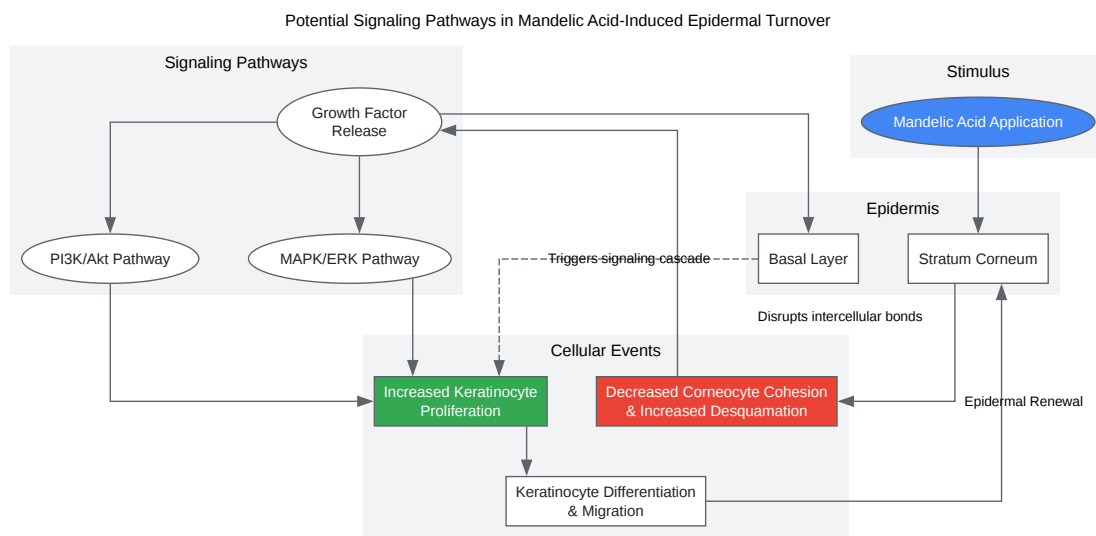 Potential Signaling Pathways in Mandelic Acid-Induced Epidermal Turnover
Signaling Pathways
Growth Factor
Release
PI3K/Akt Pathway
MAPK/ERK Pathway
Stimulus
Mandelic Acid Application
Epidermis
Basal Layer
Stratum Corneum
Triggers signaling cascade
Disrupts intercellular bonds
Cellular Events
Increased Keratinocyte
Proliferation
Decreased Corneocyte Cohesion
& Increased Desquamation
Epidermal Renewal
Keratinocyte Differentiation
& Migration